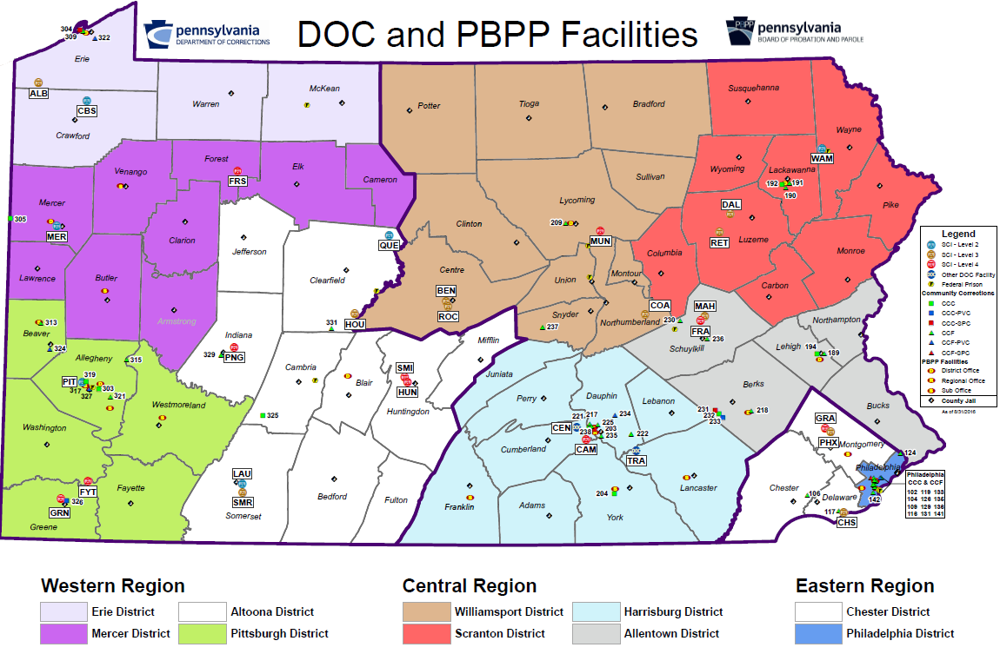 pennsylvania
DEPARTMENT OF CORRECTIONS
DOC and PBPP Facilities
PBPP
pennsylvania
BOARD OF PROBATION AND PAROLE
304
309
322
Erie
ALB
CBS
Crawford
Warren
McKean
Potter
Tioga
Bradford
Susquehanna
Wayne
WAM
Venango
Forest
FRS
Elk
Cameron
Sullivan
Wyoming
Lackawanna
192
191
190
Pike
Mercer
305
MER
Clarion
Jefferson
QUE
Clinton
Lycoming
209
MUN
DAL
RET
Luzerne
Monroe
Lawrence
Butler
Armstrong
Clearfield
Centre
BEN
ROC
Union
Montour
Columbia
Carbon
Beaver
313
324
Allegheny
315
Indiana
329
PNG
331
HOU
Snyder
237
Northumberland
COA
230
MAH
FRA
236
Schuylkill
Northampton
Lehigh
194
189
PIT
319
317
303
327
321
Westmoreland
325
Cambria
Blair
SMI
HUN
Huntingdon
Mifflin
Juniata
Perry
Dauphin
Lebanon
Berks
231
232
233
218
Bucks
Washington
221
217
234
225
CEN
203
238
235
222
CAM
TRA
Cumberland
GRA
PHX
Montgomery
124
Philadelphia
FYT
326
GRN
Greene
Fayette
LAU
SMR
Somerset
Bedford
Fulton
Franklin
Adams
204
York
Lancaster
Chester
106
Delaware
117
CHS
142
Legend
SCI - Level 2
SCI - Level 3
SCI - Level 4
Other DOC Facility
Federal Prison
Community Corrections
CCC
CCC-PVC
CCC-SPC
CCF
CCF-PVC
CCF-SPC
PBPP Facilities
District Office
Regional Office
Sub Office
County Jail
As of 8/31/2016
Philadelphia
CCC & CCF
102 119 133
104 126 135
109 129 136
116 131 141
Western Region
Erie District
Altoona District
Mercer District
Pittsburgh District
Central Region
Williamsport District
Harrisburg District
Scranton District
Allentown District
Eastern Region
Chester District
Philadelphia District